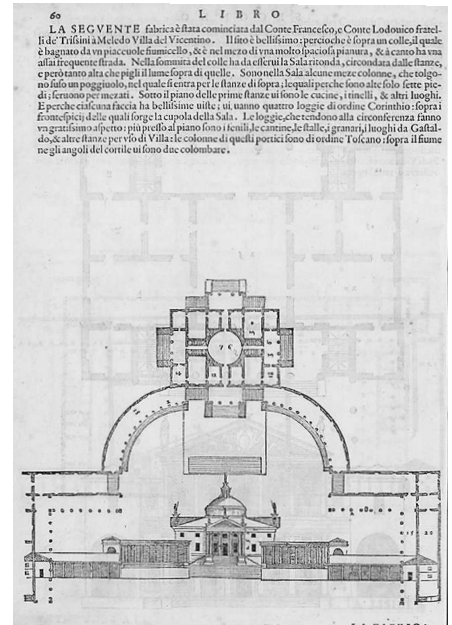 60
LIBRO
LA SEGVENTE fabrica è stata cominciata dal Conte Francesco, e Conte Lodouico fratel-
li de' Trissini à Meledo Villa del Vicentino. Il sito è bellissimo: percioche è sopra un colle, il quale
è bagnato da vn piaceuole fiumicello, & è nel mezo di vna molto spaciosa pianura, & à canto ha vna
assai frequente strada. Nella sommità del colle ha da esserui la Sala ritonda, circondata dalle stanze,
e però tanto alta che pigli il lume sopra di quelle. Sono nella Sala alcune meze colonne, che tolgo-
no suso un poggiuolo, nel quale si entra per le stanze di sopra; lequali perche sono alte solo sette pie-
di; seruono per mezati. Sotto il piano delle prime stanze ui sono le cucine, i tinelli, & altri luoghi.
E perche ciascuna faccia ha bellissime uiste; ui uanno quattro loggie di ordine Corinthio: sopra i
frontespicij delle quali sorge la cupola della Sala. Le loggie, che tendono alla circonferenza fanno
vn gratissimo aspetto: più presso al piano sono i fenili, le cantine, le stalle, i granari, i luoghi da Gastal-
do, & altre stanze per vso di Villa: le colonne di questi portici sono di ordine Toscano: sopra il fiume
ne gli angoli del cortile ui sono due colombare.
15
20